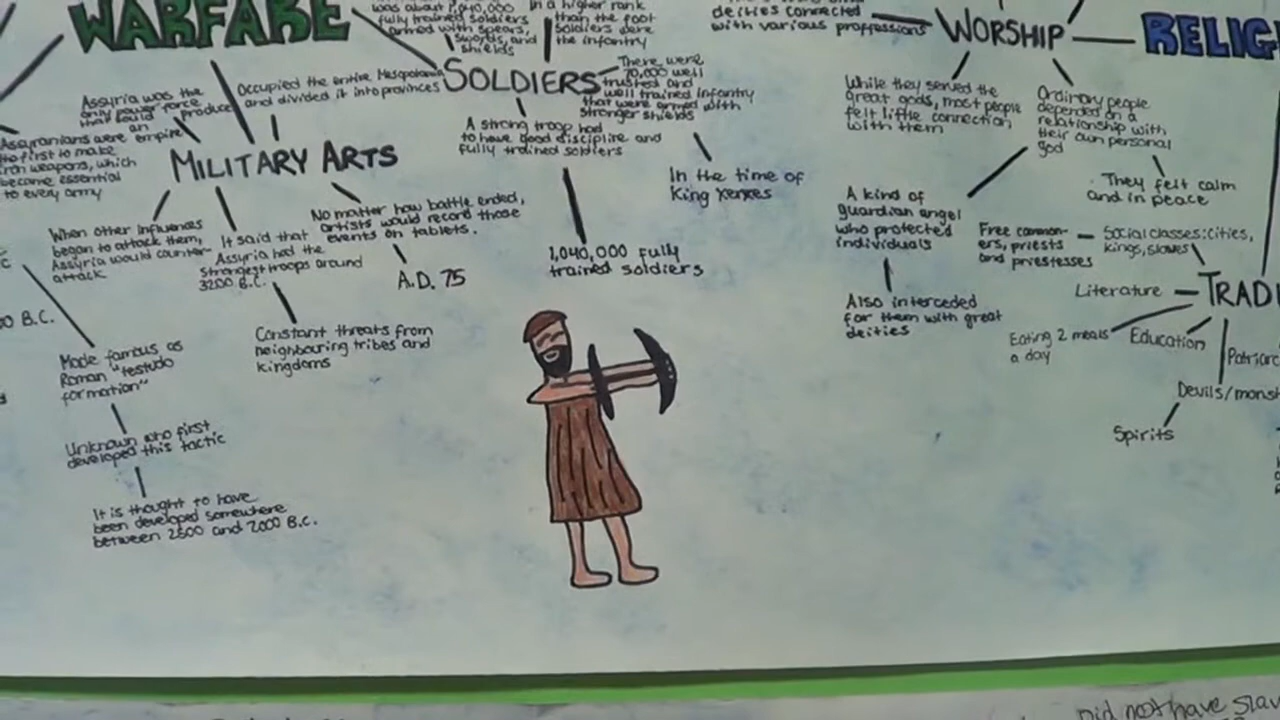 WARFARE
was about 1,040,000
fully trained soldiers
armed with spears,
swords, and
shields
in a higher rank
than the foot
soldiers were
the infantry
SOLDIERS
There were
10,000 well
trusted and
well trained infantry
that were armed with
stronger shields
In the time of
King Xerxes
A strong troop had
to have good discipline and
fully trained soldiers
1,040,000 fully
trained soldiers
Occupied the entire Mesopotamia
and divided it into provinces
Assyria was the
only power force
that could produce
an
empire
Assyranians were
the first to make
iron weapons, which
became essential
to every army
MILITARY ARTS
When other influences
began to attack them,
Assyria would counter-
attack.
It said that
Assyria had the
strongest troops around
3200 B.C.
Constant threats from
neighbouring tribes and
kingdoms
No matter how battle ended,
artists would record those
events on tablets.
A.D. 75
00 B.C.
Made famous as
Roman "testudo
formation"
Unknown who first
developed this tactic
It is thought to have
been developed somewhere
between 2500 and 2000 B.C.
deities connected
with various professions
WORSHIP
RELIG
While they served the
great gods, most people
felt little connection
with them
Ordinary people
depended on a
relationship with
their own personal
god
They felt calm
and in peace
A kind of
guardian angel
who protected
individuals
Also interceded
for them with great
deities
Free common-
ers, priests
and priestesses
Social classes: cities,
kings, slaves
TRADI
Literature
Eating 2 meals
a day
Education
Patriarc
Devils/monst
Spirits
Did not have slav